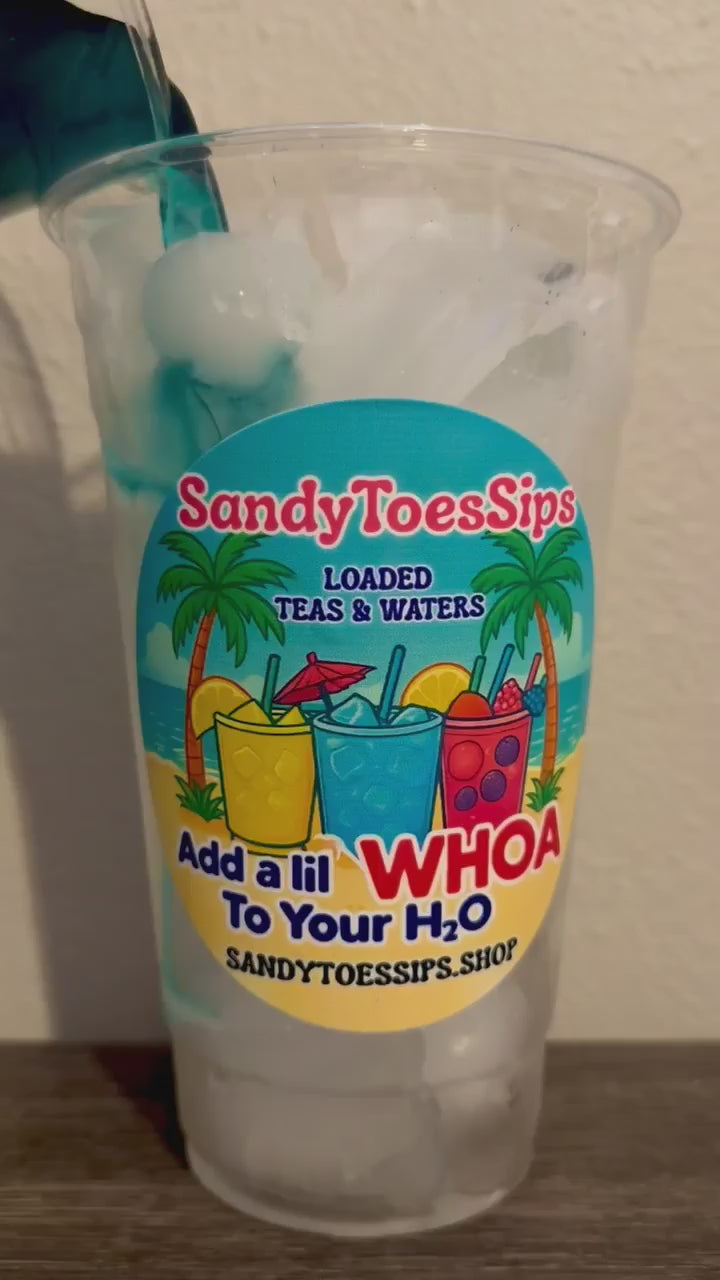 SandyToesSips
LOADED
TEAS & WATERS
Add a lil WHOA
To Your H₂O
SANDYTOESSIPS.SHOP